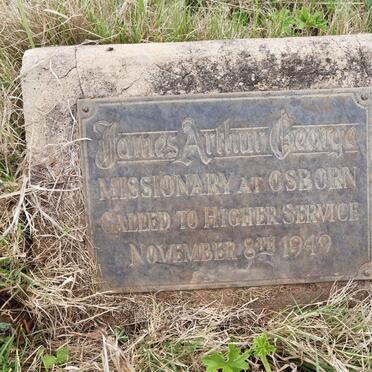 James Arthur George
MISSIONARY AT OSBORN
CALLED TO HIGHER SERVICE
NOVEMBER 8TH 1949